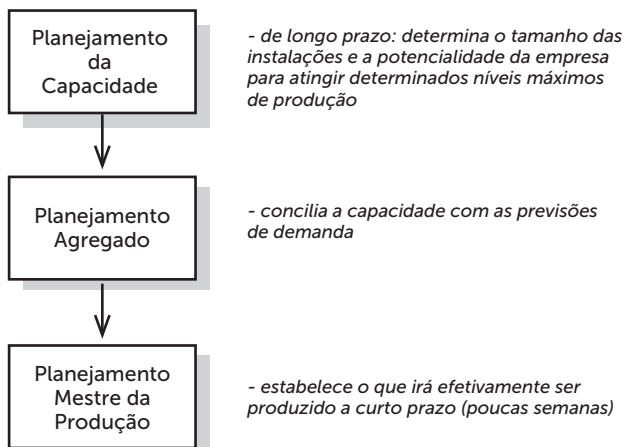 Planejamento
da
Capacidade
- de longo prazo: determina o tamanho das
instalações e a potencialidade da empresa
para atingir determinados níveis máximos
de produção
Planejamento
Agregado
- concilia a capacidade com as previsões
de demanda
Planejamento
Mestre da
Produção
- estabelece o que irá efetivamente ser
produzido a curto prazo (poucas semanas)